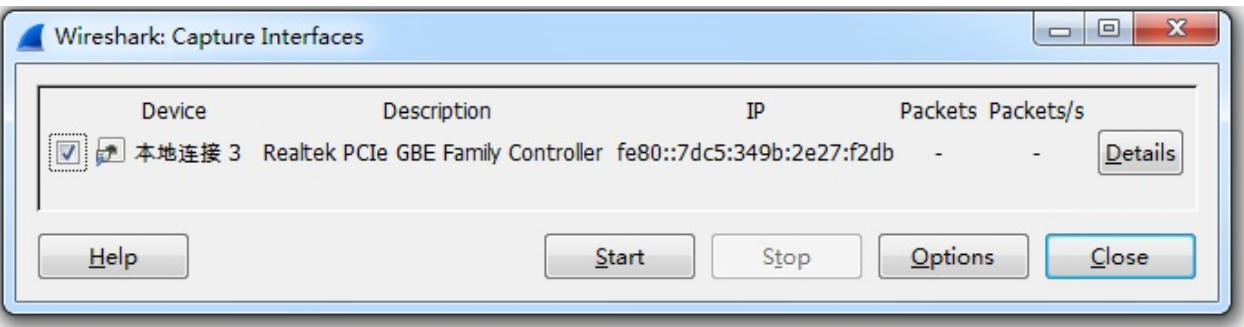 Wireshark: Capture Interfaces
Device Description IP Packets Packets/s
本地连接 3 Realtek PCIe GBE Family Controller fe80::7dc5:349b:2e27:f2db - - Details
Help Start Stop Options Close